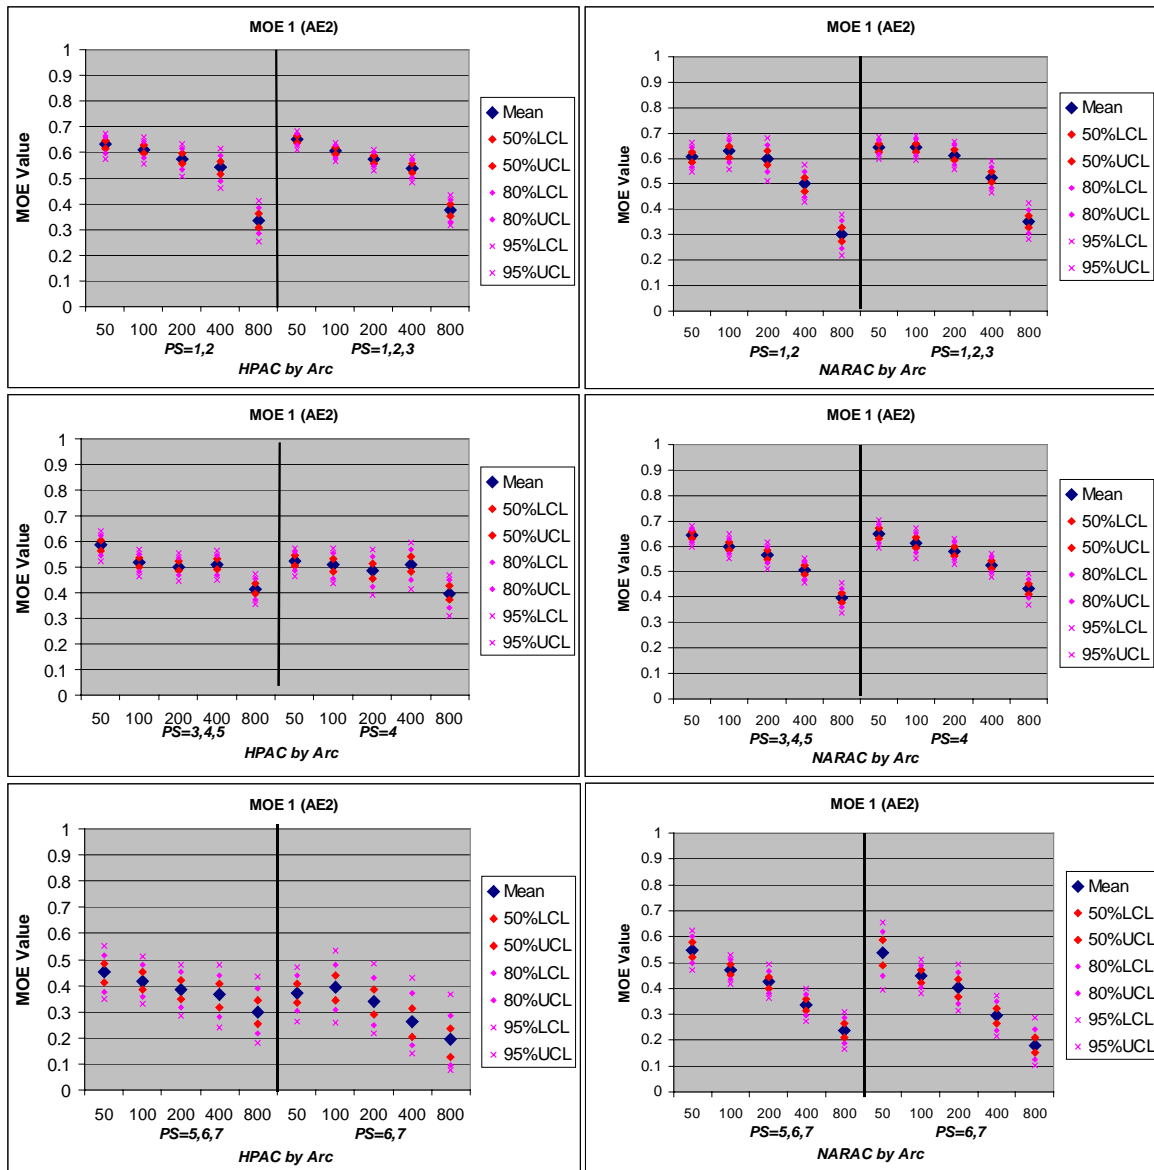 MOE 1 (AE2)
MOE Value
1
0.9
0.8
0.7
0.6
0.5
0.4
0.3
0.2
0.1
0
50 100 200 400 800 50 100 200 400 800
PS=1,2 PS=1,2,3
HPAC by Arc
Mean
50%LCL
50%UCL
80%LCL
80%UCL
95%LCL
95%UCL
MOE 1 (AE2)
MOE Value
1
0.9
0.8
0.7
0.6
0.5
0.4
0.3
0.2
0.1
0
50 100 200 400 800 50 100 200 400 800
PS=1,2 PS=1,2,3
NARAC by Arc
Mean
50%LCL
50%UCL
80%LCL
80%UCL
95%LCL
95%UCL
MOE 1 (AE2)
MOE Value
1
0.9
0.8
0.7
0.6
0.5
0.4
0.3
0.2
0.1
0
50 100 200 400 800 50 100 200 400 800
PS=3,4,5 PS=4
HPAC by Arc
Mean
50%LCL
50%UCL
80%LCL
80%UCL
95%LCL
95%UCL
MOE 1 (AE2)
MOE Value
1
0.9
0.8
0.7
0.6
0.5
0.4
0.3
0.2
0.1
0
50 100 200 400 800 50 100 200 400 800
PS=3,4,5 PS=4
NARAC by Arc
Mean
50%LCL
50%UCL
80%LCL
80%UCL
95%LCL
95%UCL
MOE 1 (AE2)
MOE Value
1
0.9
0.8
0.7
0.6
0.5
0.4
0.3
0.2
0.1
0
50 100 200 400 800 50 100 200 400 800
PS=5,6,7 PS=6,7
HPAC by Arc
Mean
50%LCL
50%UCL
80%LCL
80%UCL
95%LCL
95%UCL
MOE 1 (AE2)
MOE Value
1
0.9
0.8
0.7
0.6
0.5
0.4
0.3
0.2
0.1
0
50 100 200 400 800 50 100 200 400 800
PS=5,6,7 PS=6,7
NARAC by Arc
Mean
50%LCL
50%UCL
80%LCL
80%UCL
95%LCL
95%UCL